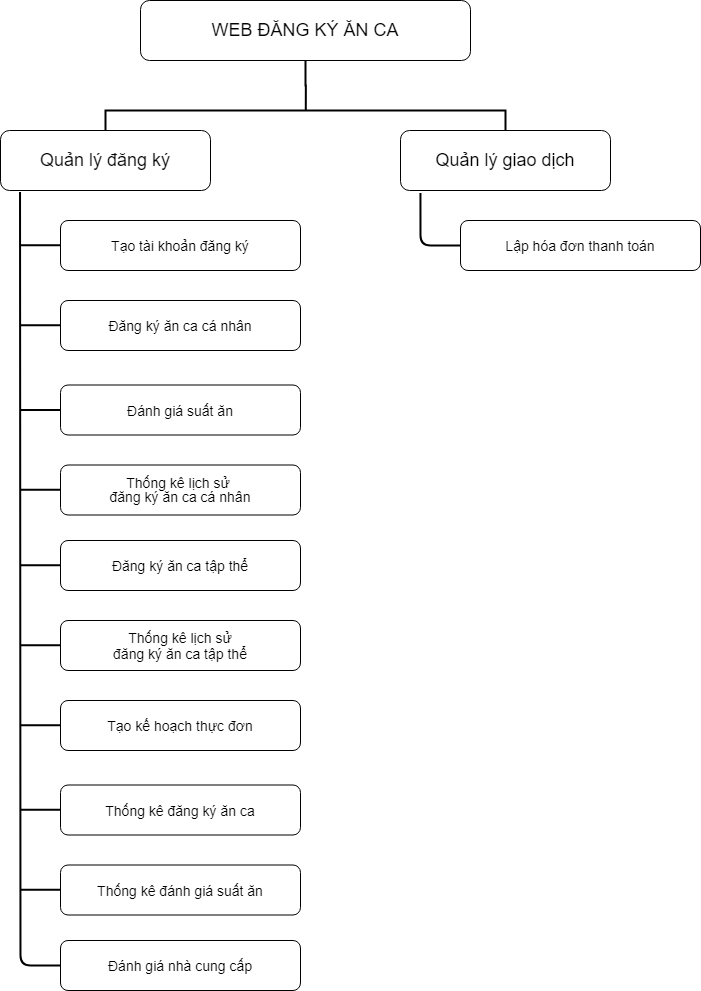 WEB ĐĂNG KÝ ĂN CA
Quản lý đăng ký
Quản lý giao dịch
Tạo tài khoản đăng ký
Lập hóa đơn thanh toán
Đăng ký ăn ca cá nhân
Đánh giá suất ăn
Thống kê lịch sử
đăng ký ăn ca cá nhân
Đăng ký ăn ca tập thể
Thống kê lịch sử
đăng ký ăn ca tập thể
Tạo kế hoạch thực đơn
Thống kê đăng ký ăn ca
Thống kê đánh giá suất ăn
Đánh giá nhà cung cấp